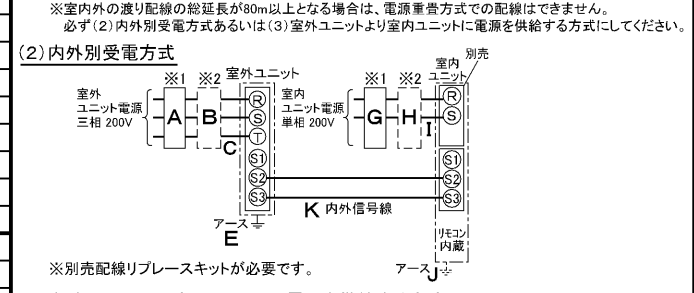 ※室内外の渡り配線の総延長が80m以上となる場合は、電源重畳方式での配線はできません。
必ず(2)内外別受電方式あるいは(3)室外ユニットより室内ユニットに電源を供給する方式にしてください。
(2)内外別受電方式
別売
※1 ※2 室外ユニット
※1 ※2 室内ユニット
室外
ユニット電源
三相 200V
A
B
C
R
S
T
S1
S2
S3
室内
ユニット電源
単相 200V
G
H
I
R
S
S1
S2
S3
K 内外信号線
アース
E
リモコン
内蔵
※別売配線リプレースキットが必要です。
アース J